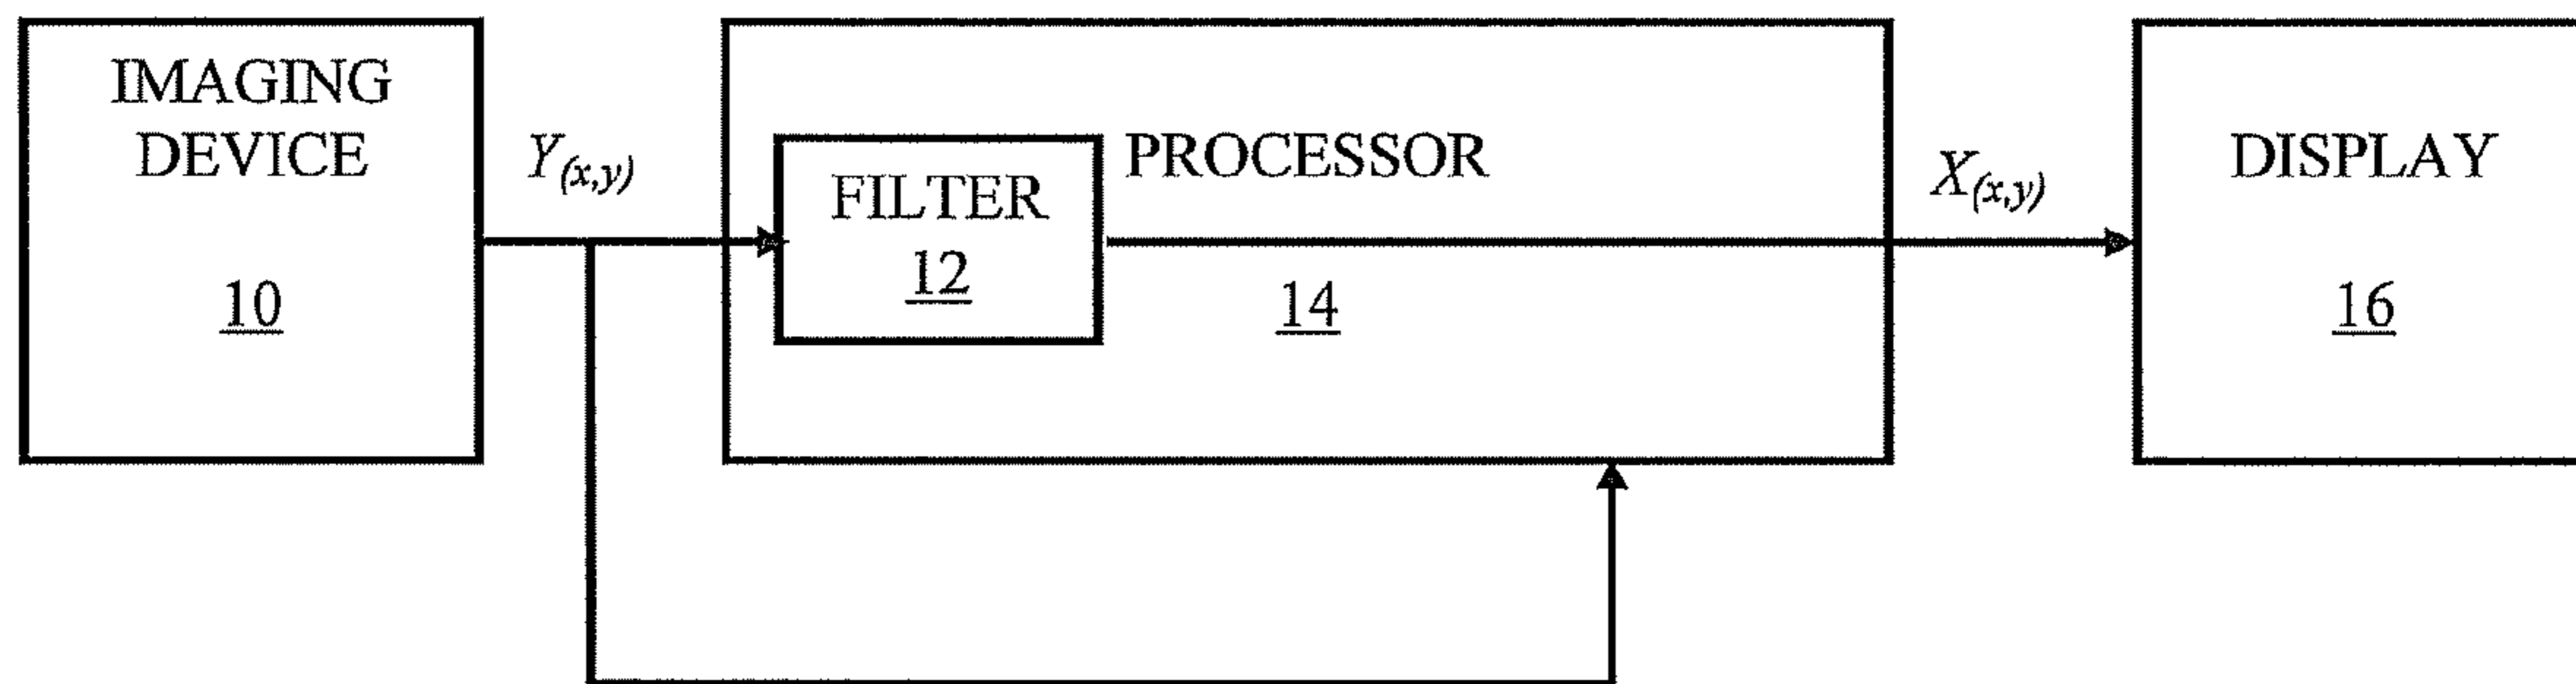 IMAGING
DEVICE
10
Y(x,y)
FILTER
12
PROCESSOR
14
X(x,y)
DISPLAY
16